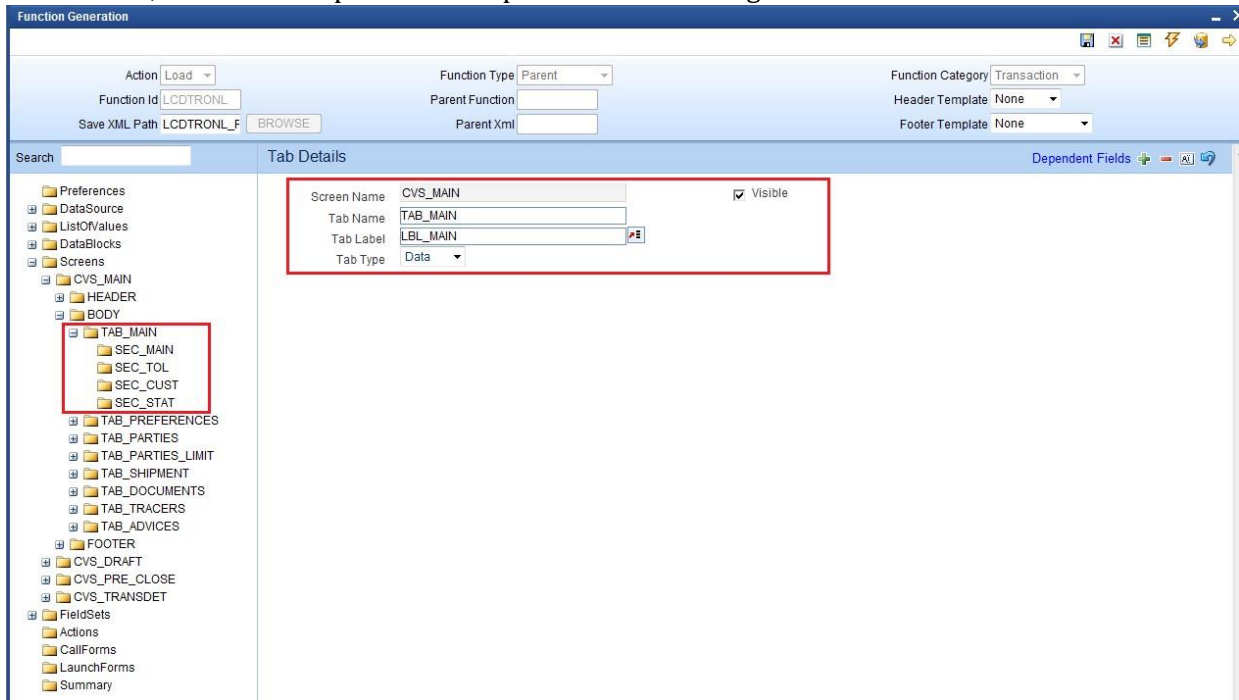 Function Generation
Action Load Function Type Parent Function Category Transaction
Function Id LCDTRONL Parent Function Header Template None
Save XML Path LCDTRONL_F BROWSE Parent Xml Footer Template None
Search Tab Details Dependent Fields
Preferences
DataSource
ListOfValues
DataBlocks
Screens
CVS_MAIN
HEADER
BODY
TAB_MAIN
SEC_MAIN
SEC_TOL
SEC_CUST
SEC_STAT
TAB_PREFERENCES
TAB_PARTIES
TAB_PARTIES_LIMIT
TAB_SHIPMENT
TAB_DOCUMENTS
TAB_TRACERS
TAB_ADVICES
FOOTER
CVS_DRAFT
CVS_PRE_CLOSE
CVS_TRANSDET
FieldSets
Actions
CallForms
LaunchForms
Summary
Screen Name CVS_MAIN Visible
Tab Name TAB_MAIN
Tab Label LBL_MAIN
Tab Type Data